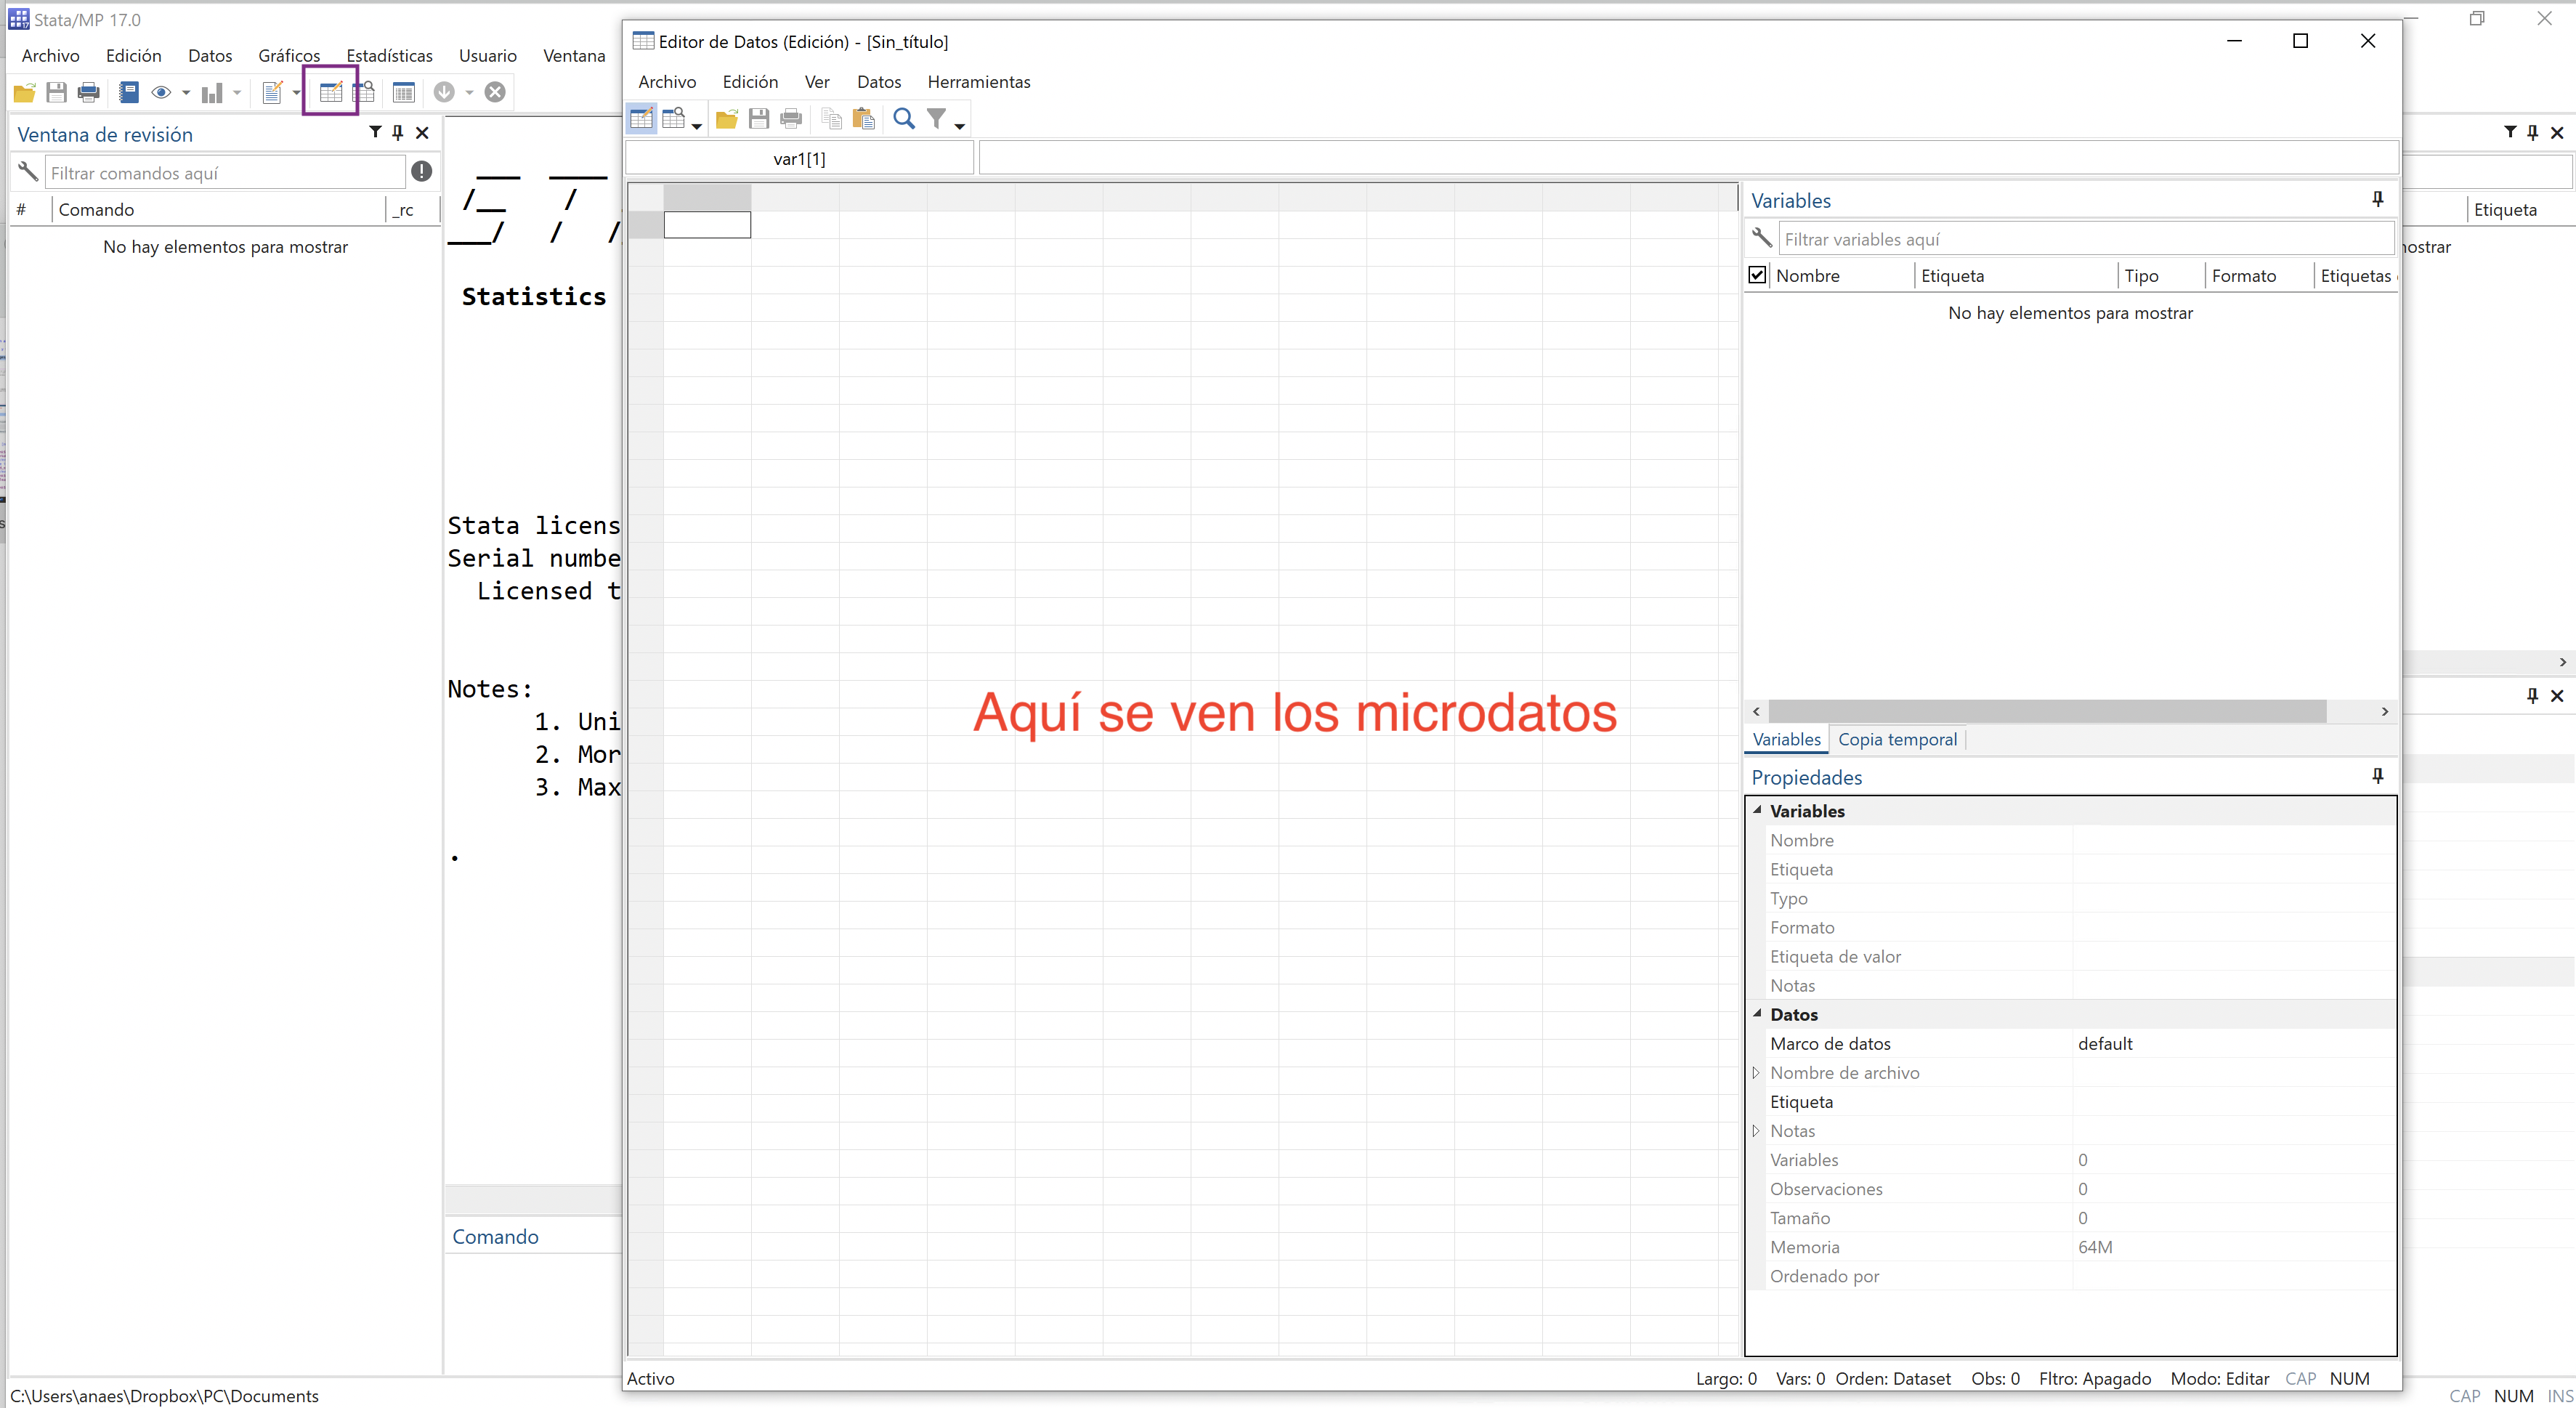 Stata/MP 17.0
Archivo Edición Datos Gráficos Estadísticas Usuario Ventana
Ventana de revisión
Filtrar comandos aquí
# Comando _rc
No hay elementos para mostrar
Statistics
Stata licens
Serial numbe
Licensed t
Notes:
1. Uni
2. Mor
3. Max
.
Comando
C:\Users\anaes\Dropbox\PC\Documents
Editor de Datos (Edición) - [Sin_título]
Archivo Edición Ver Datos Herramientas
var1[1]
Aquí se ven los microdatos
Variables
Filtrar variables aquí
Nombre Etiqueta Tipo Formato Etiquetas
No hay elementos para mostrar
Variables Copia temporal
Propiedades
Variables
Nombre
Etiqueta
Typo
Formato
Etiqueta de valor
Notas
Datos
Marco de datos default
Nombre de archivo
Etiqueta
Notas
Variables 0
Observaciones 0
Tamaño 0
Memoria 64M
Ordenado por
Activo
Largo: 0 Vars: 0 Orden: Dataset Obs: 0 Fltro: Apagado Modo: Editar CAP NUM
Etiqueta
ostrar
CAP NUM INS